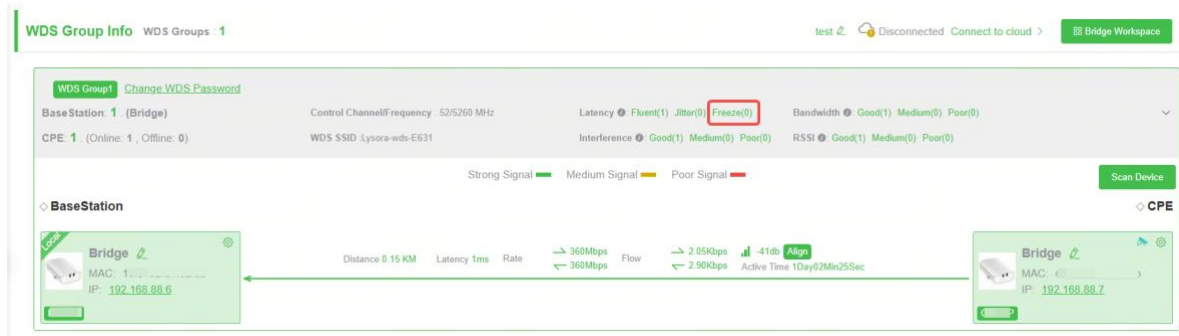 WDS Group Info WDS Groups : 1
test Disconnected Connect to cloud >
Bridge Workspace
WDS Group1 Change WDS Password
BaseStation: 1 . (Bridge) Control Channel/Frequency : 52/5260 MHz Latency : Fluent(1) Jitter(0) Freeze(0) Bandwidth : Good(1) Medium(0) Poor(0)
CPE: 1 . (Online: 1 , Offline: 0) WDS SSID :Lysora-wds-E631 Interference : Good(1) Medium(0) Poor(0) RSSI : Good(1) Medium(0) Poor(0)
Strong Signal Medium Signal Poor Signal
Scan Device
BaseStation
CPE
LOCAL
Bridge
MAC: 1
IP: 192.168.88.6
Distance 0.15 KM Latency 1ms Rate
360Mbps
360Mbps
Flow
2.05Kbps
2.90Kbps
-41db Align
Active Time 1Day02Min25Sec
Bridge
MAC:
IP: 192.168.88.7